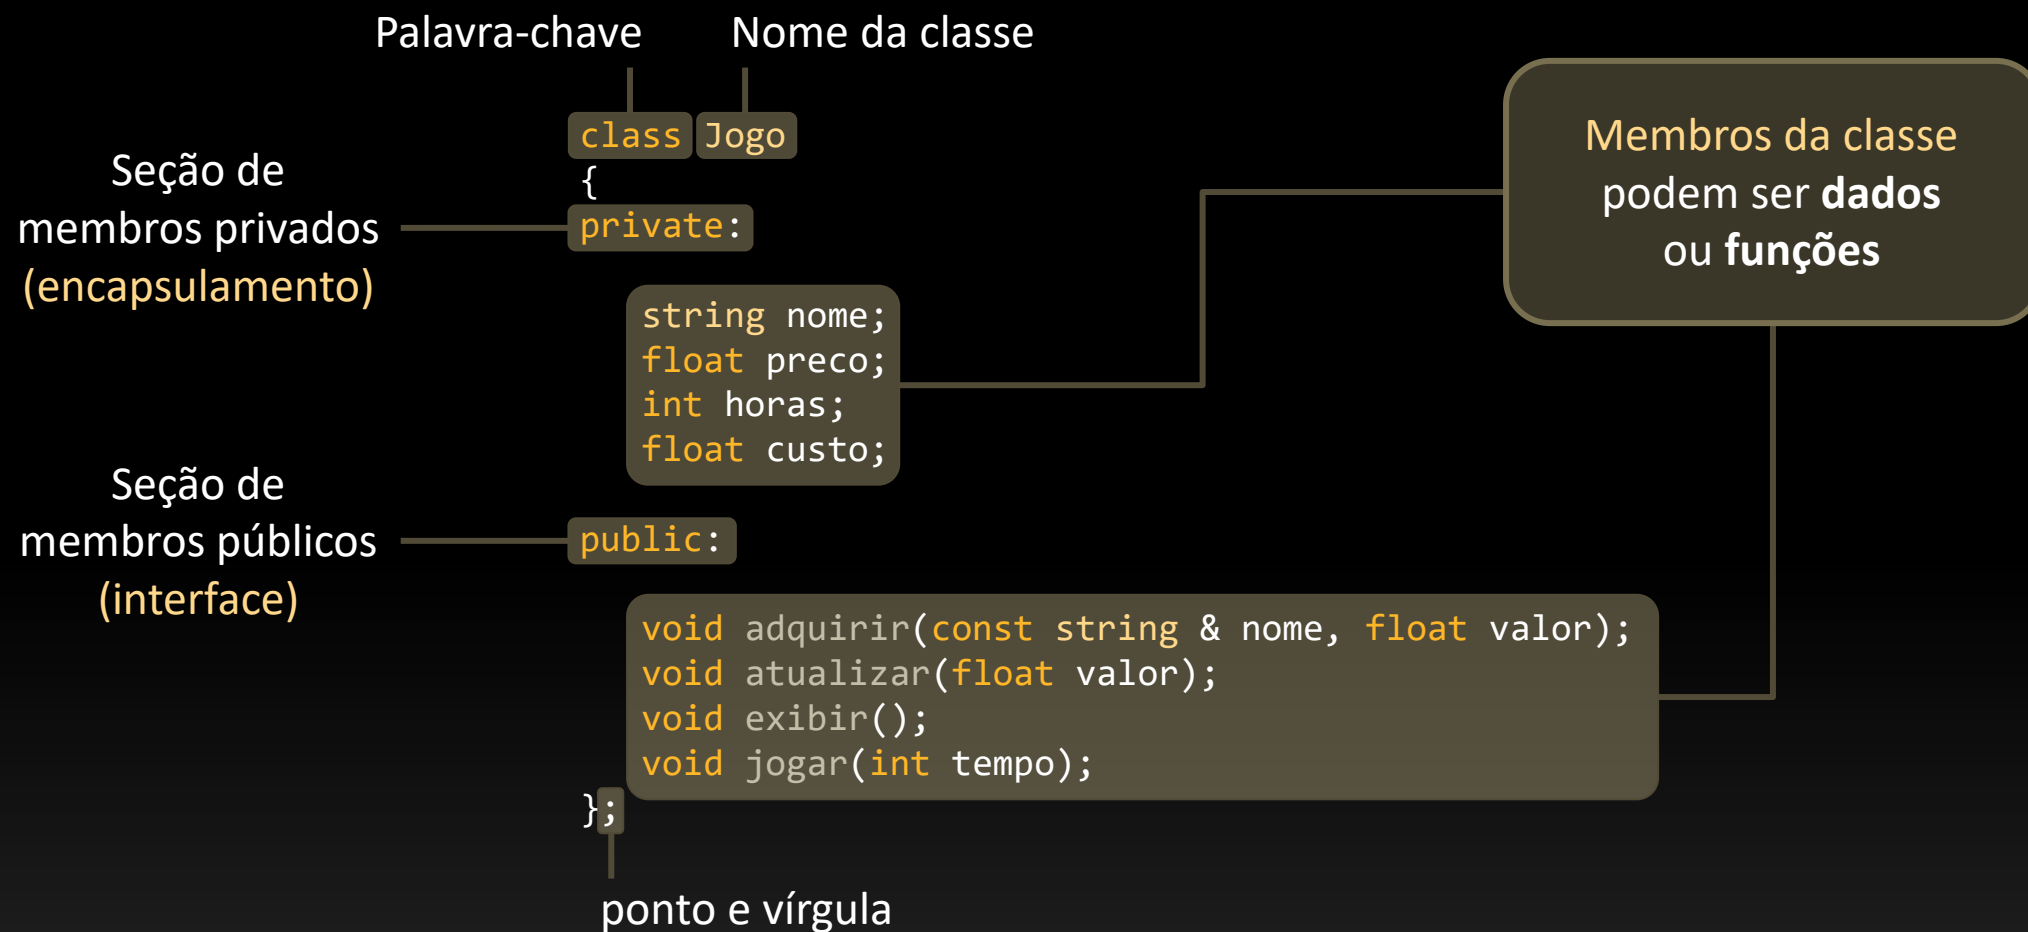 Palavra-chave
Nome da classe
class Jogo
{
Seção de
membros privados
(encapsulamento)
private:
string nome;
float preco;
int horas;
float custo;
Membros da classe
podem ser dados
ou funções
Seção de
membros públicos
(interface)
public:
void adquirir(const string & nome, float valor);
void atualizar(float valor);
void exibir();
void jogar(int tempo);
};
ponto e vírgula